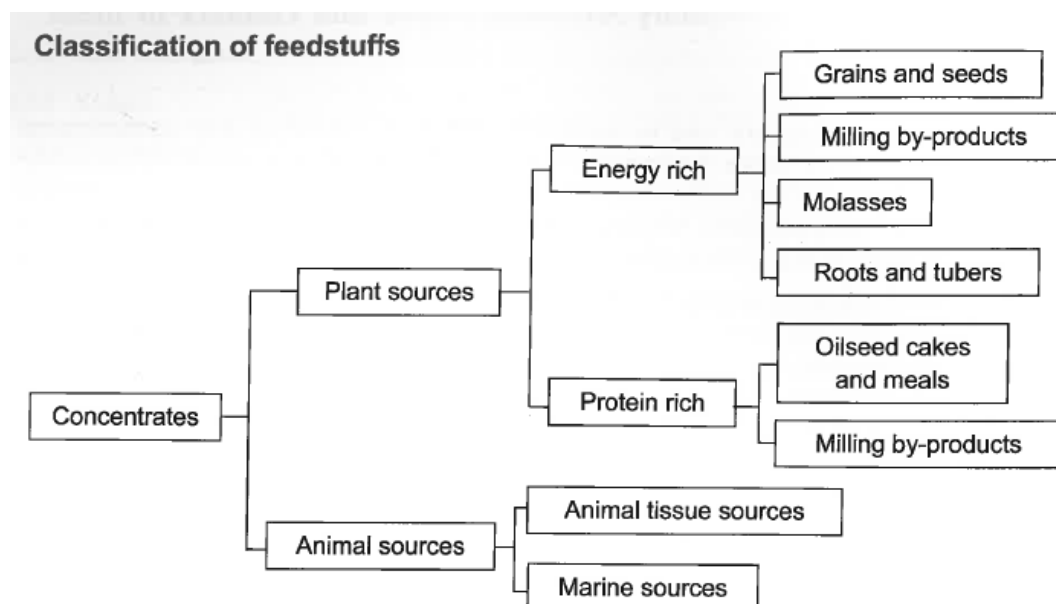 Classification of feedstuffs
Grains and seeds
Milling by-products
Energy rich
Molasses
Roots and tubers
Plant sources
Oilseed cakes
and meals
Protein rich
Concentrates
Milling by-products
Animal tissue sources
Animal sources
Marine sources